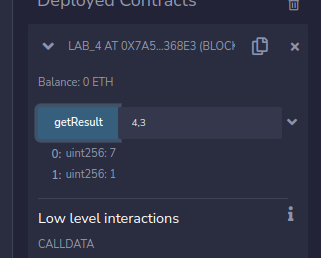 Deployed Contracts
LAB_4 AT 0X7A5...368E3 (BLOCK
Balance: 0 ETH
getResult 4,3
0: uint256: 7
1: uint256: 1
Low level interactions
i
CALLDATA